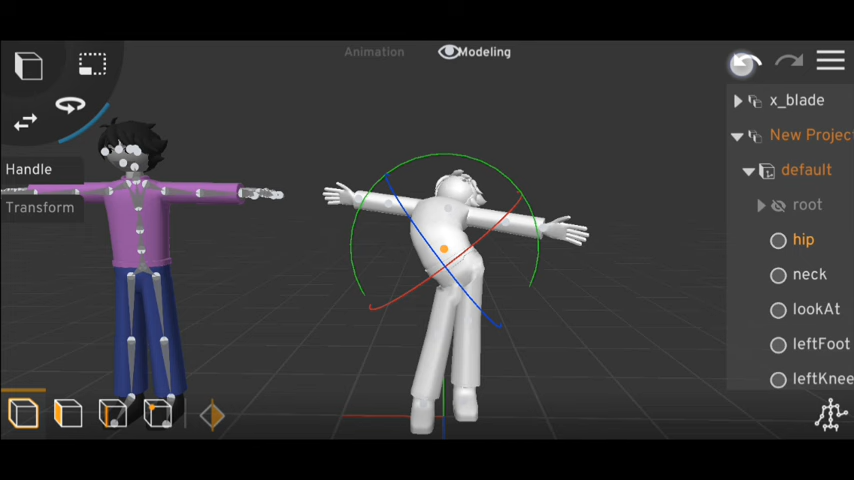 Animation
Modeling
x_blade
New Projec
Handle
default
Transform
root
hip
neck
lookAt
leftFoot
leftKnee